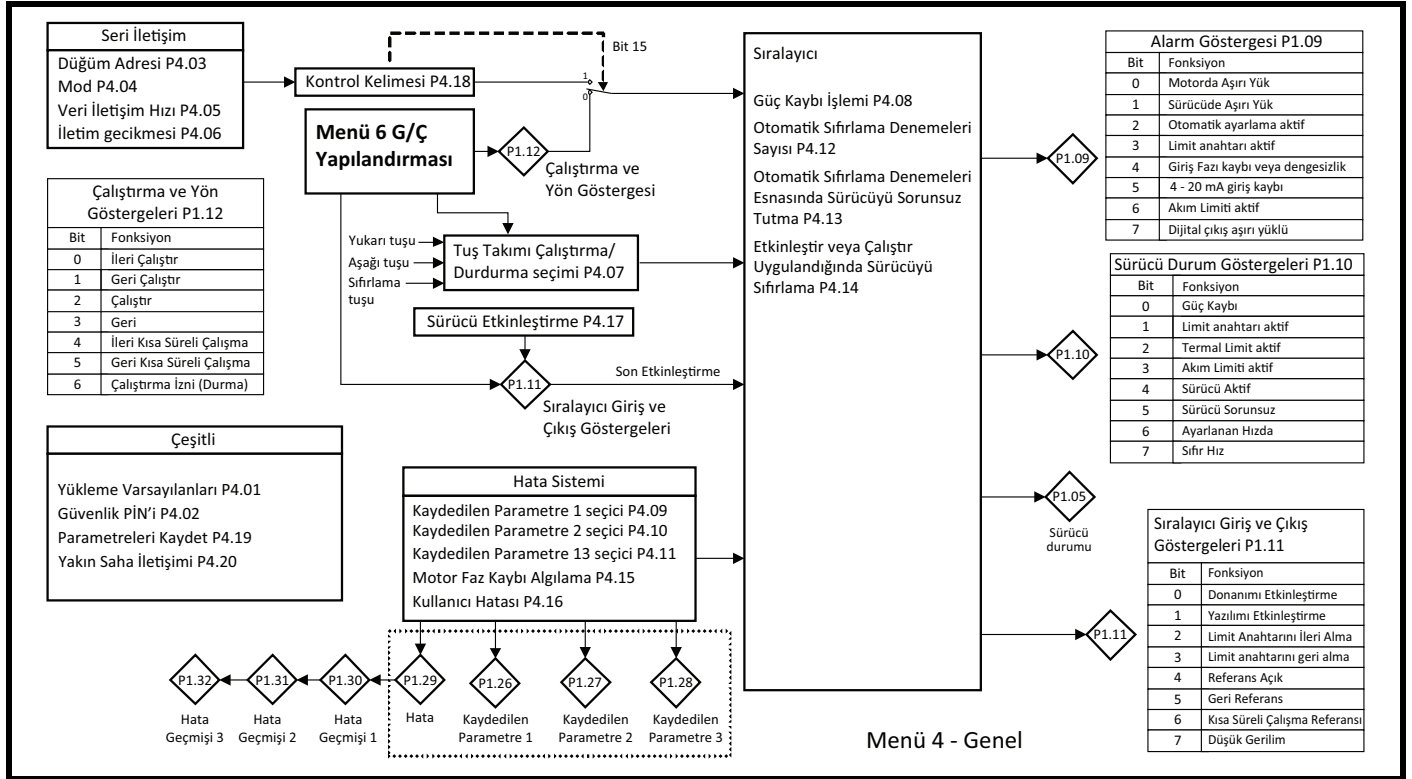 Seri İletişim
Düğüm Adresi P4.03
Mod P4.04
Veri İletişim Hızı P4.05
İletim gecikmesi P4.06
Kontrol Kelimesi P4.18
Bit 15
1
0
Menü 6 G/Ç
Yapılandırması
P1.12
Çalıştırma ve
Yön Göstergesi
Çalıştırma ve Yön
Göstergeleri P1.12
Bit Fonksiyon
0 İleri Çalıştır
1 Geri Çalıştır
2 Çalıştır
3 Geri
4 İleri Kısa Süreli Çalışma
5 Geri Kısa Süreli Çalışma
6 Çalıştırma İzni (Durma)
Yukarı tuşu
Aşağı tuşu
Sıfırlama
tuşu
Tuş Takımı Çalıştırma/
Durdurma seçimi P4.07
Sürücü Etkinleştirme P4.17
P1.11
Son Etkinleştirme
Sıralayıcı Giriş ve
Çıkış Göstergeleri
Çeşitli
Yükleme Varsayılanları P4.01
Güvenlik PİN'i P4.02
Parametreleri Kaydet P4.19
Yakın Saha İletişimi P4.20
Hata Sistemi
Kaydedilen Parametre 1 seçici P4.09
Kaydedilen Parametre 2 seçici P4.10
Kaydedilen Parametre 13 seçici P4.11
Motor Faz Kaybı Algılama P4.15
Kullanıcı Hatası P4.16
P1.32
P1.31
P1.30
P1.29
P1.26
P1.27
P1.28
Hata
Geçmişi 3
Hata
Geçmişi 2
Hata
Geçmişi 1
Hata
Kaydedilen
Parametre 1
Kaydedilen
Parametre 2
Kaydedilen
Parametre 3
Sıralayıcı
Güç Kaybı İşlemi P4.08
Otomatik Sıfırlama Denemeleri
Sayısı P4.12
Otomatik Sıfırlama Denemeleri
Esnasında Sürücüyü Sorunsuz
Tutma P4.13
Etkinleştir veya Çalıştır
Uygulandığında Sürücüyü
Sıfırlama P4.14
P1.09
P1.10
P1.05
Sürücü
durumu
P1.11
Alarm Göstergesi P1.09
Bit Fonksiyon
0 Motorda Aşırı Yük
1 Sürücüde Aşırı Yük
2 Otomatik ayarlama aktif
3 Limit anahtarı aktif
4 Giriş Fazı kaybı veya dengesizlik
5 4 - 20 mA giriş kaybı
6 Akım Limiti aktif
7 Dijital çıkış aşırı yüklü
Sürücü Durum Göstergeleri P1.10
Bit Fonksiyon
0 Güç Kaybı
1 Limit anahtarı aktif
2 Termal Limit aktif
3 Akım Limiti aktif
4 Sürücü Aktif
5 Sürücü Sorunsuz
6 Ayarlanan Hızda
7 Sıfır Hız
Sıralayıcı Giriş ve Çıkış
Göstergeleri P1.11
Bit Fonksiyon
0 Donanımı Etkinleştirme
1 Yazılımı Etkinleştirme
2 Limit Anahtarını İleri Alma
3 Limit anahtarını geri alma
4 Referans Açık
5 Geri Referans
6 Kısa Süreli Çalışma Referansı
7 Düşük Gerilim
Menü 4 - Genel